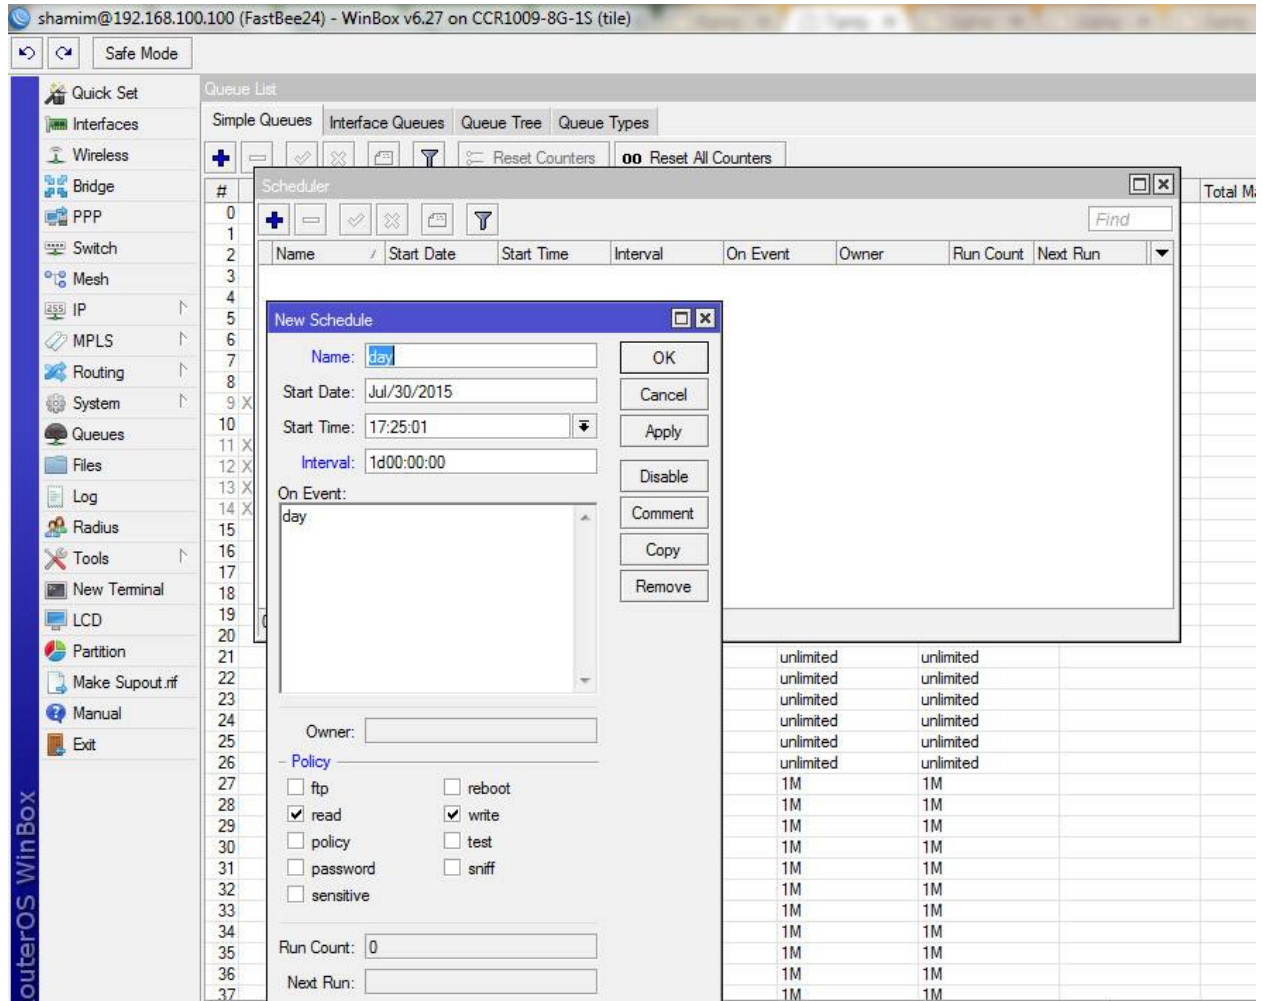 shamim@192.168.100.100 (FastBee24) - WinBox v6.27 on CCR1009-8G-1S (tile)
Safe Mode
Quick Set
Interfaces
Wireless
Bridge
PPP
Switch
Mesh
IP
MPLS
Routing
System
Queues
Files
Log
Radius
Tools
New Terminal
LCD
Partition
Make Supout.rif
Manual
Exit
RouterOS WinBox
Queue List
Simple Queues Interface Queues Queue Tree Queue Types
Reset Counters 00 Reset All Counters
#
0
1
2
3
4
5
6
7
8
9 X
10
11 X
12 X
13 X
14 X
15
16
17
18
19
20
21 unlimited unlimited
22 unlimited unlimited
23 unlimited unlimited
24 unlimited unlimited
25 unlimited unlimited
26 unlimited unlimited
27 1M 1M
28 1M 1M
29 1M 1M
30 1M 1M
31 1M 1M
32 1M 1M
33 1M 1M
34 1M 1M
35 1M 1M
36 1M 1M
37 1M 1M
Scheduler
Find
Name Start Date Start Time Interval On Event Owner Run Count Next Run
New Schedule
Name: day
Start Date: Jul/30/2015
Start Time: 17:25:01
Interval: 1d00:00:00
On Event:
day
Owner:
Policy
ftp reboot
read write
policy test
password sniff
sensitive
Run Count: 0
Next Run:
OK
Cancel
Apply
Disable
Comment
Copy
Remove
Total